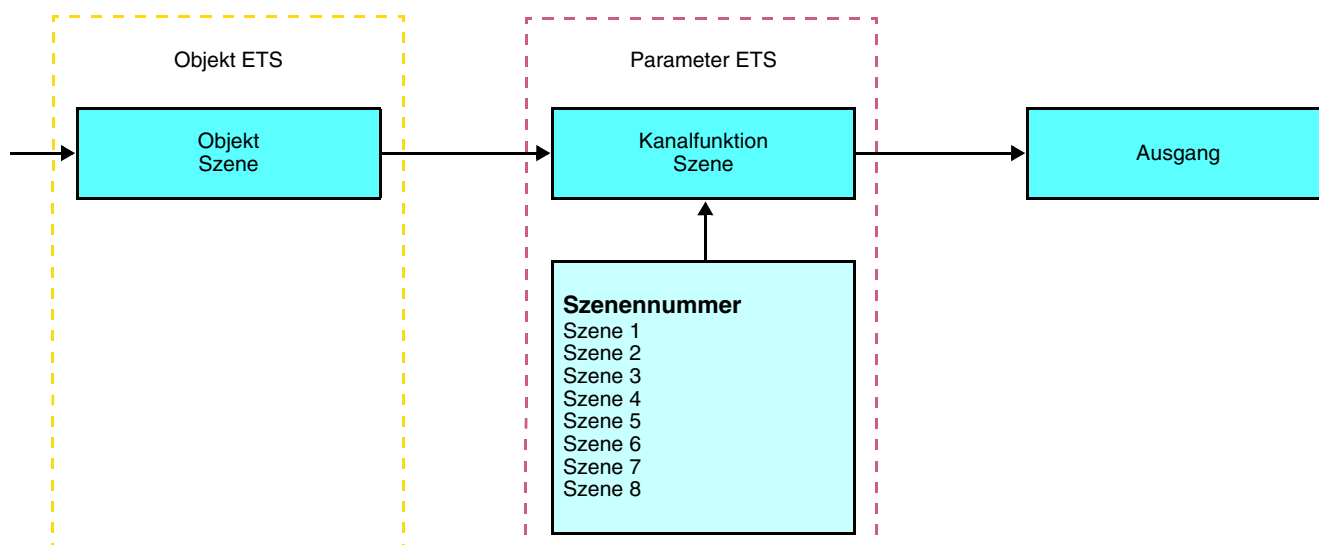 Objekt ETS
Parameter ETS
Objekt
Szene
Kanalfunktion
Szene
Ausgang
Szenennummer
Szene 1
Szene 2
Szene 3
Szene 4
Szene 5
Szene 6
Szene 7
Szene 8